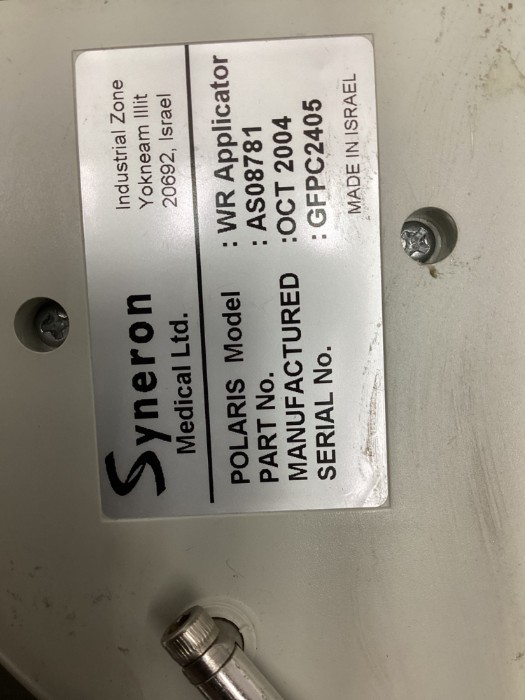 Syneron
Medical Ltd.
Industrial Zone
Yokneam Illit
20692, Israel
POLARIS Model : WR Applicator
PART No. : AS08781
MANUFACTURED :OCT 2004
SERIAL No. : GFPC2405
MADE IN ISRAEL